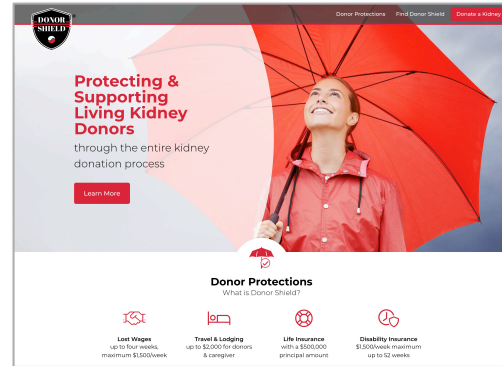 DONOR
SHIELD
Donor Protections
Find Donor Shield
Donate a Kidney
Protecting &
Supporting
Living Kidney
Donors
through the entire kidney
donation process
Learn More
Donor Protections
What is Donor Shield?
Lost Wages
up to four weeks,
maximum $1,500/week
Travel & Lodging
up to $2,000 for donors
& caregiver
Life Insurance
with a $500,000
principal amount
Disability Insurance
$1,500/week maximum
up to 52 weeks